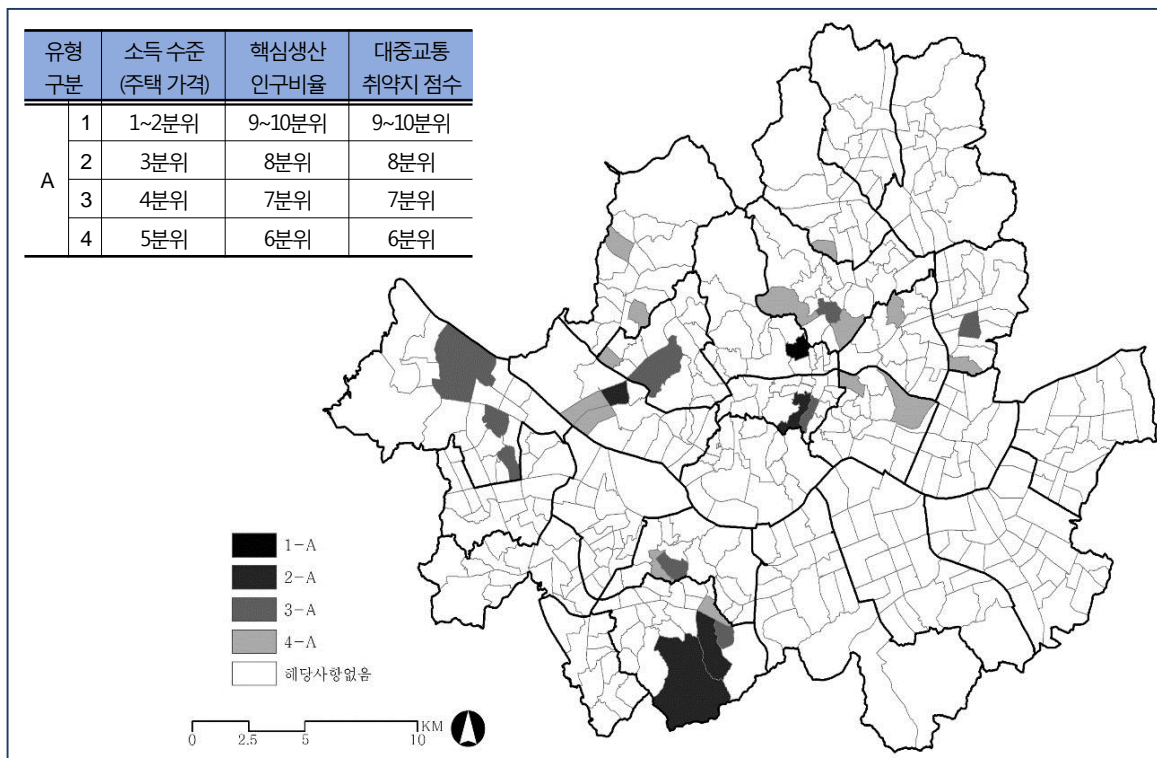 유형 구분 소득 수준 (주택 가격) 핵심생산 인구비율 대중교통 취약지 점수
A 1 1~2분위 9~10분위 9~10분위
2 3분위 8분위 8분위
3 4분위 7분위 7분위
4 5분위 6분위 6분위
1-A
2-A
3-A
4-A
해당사항없음
KM
0 2.5 5 10